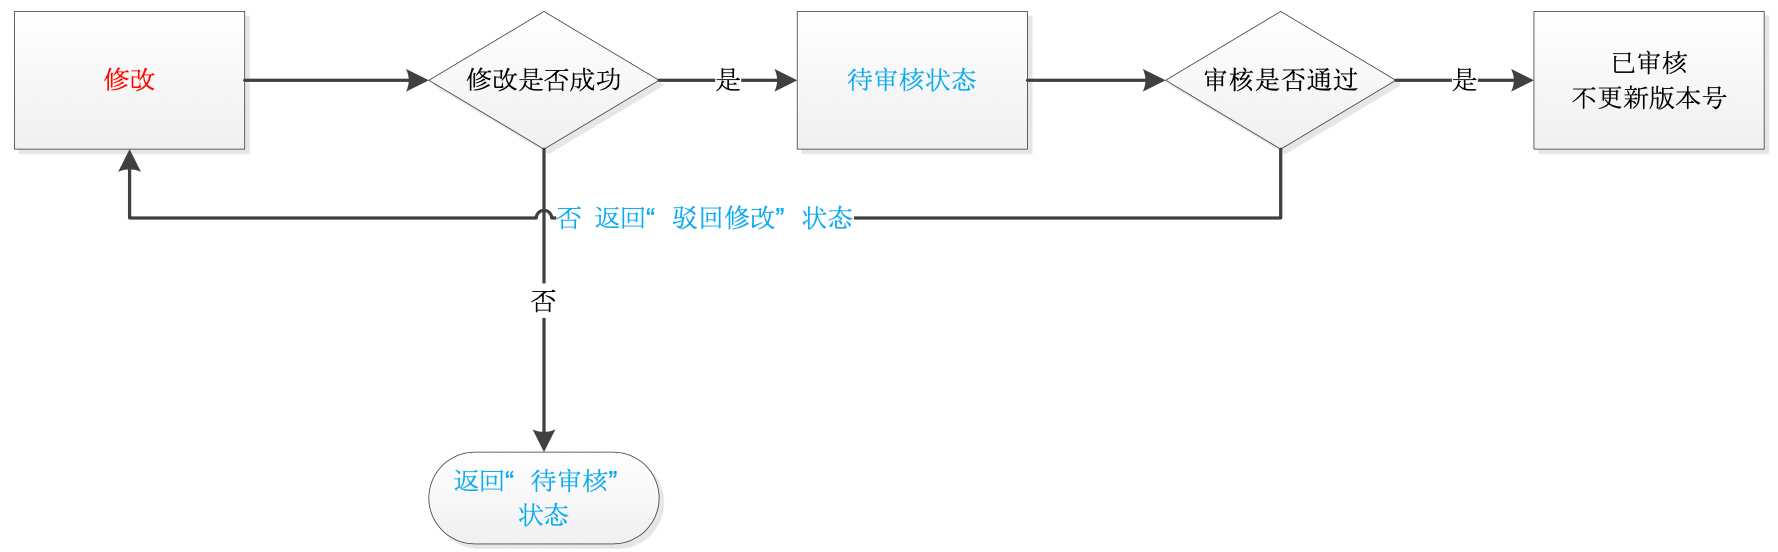 修改
修改是否成功
是
待审核状态
审核是否通过
是
已审核
不更新版本号
否 返回“驳回修改”状态
否
返回“待审核”
状态